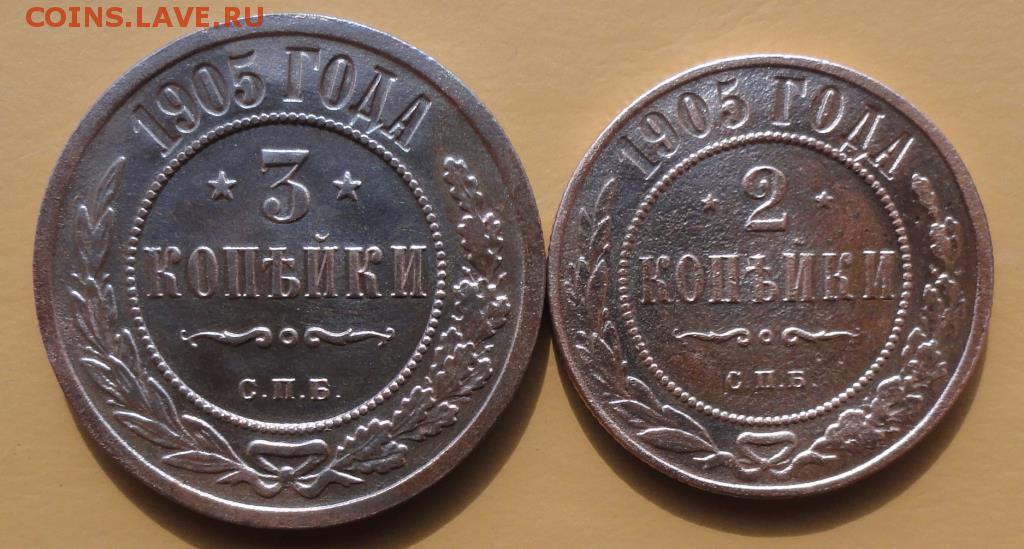 COINS.LAVE.RU
1905 ГОДА
3
КОПѢЙКИ
С.П.Б.
1905 ГОДА
2
КОПѢЙКИ
С.П.Б.